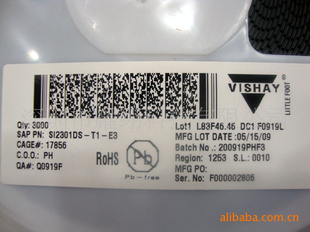 VISHAY
LITTLE FOOT
Qty: 3000
SAP PN: SI2301DS-T1-E3
CAGE#: 17856
C.O.O.: PH
QA#: Q0919F
RoHS
Pb
Pb-free
Lot1 L83F46.46 DC1 F0919L
MFG LOT DATE: 05/15/09
Batch No. 200919PHF3
Region: 1253 S.L.: 0010
MFG PO:
Ser. No: F000002806
alibaba.com.cn